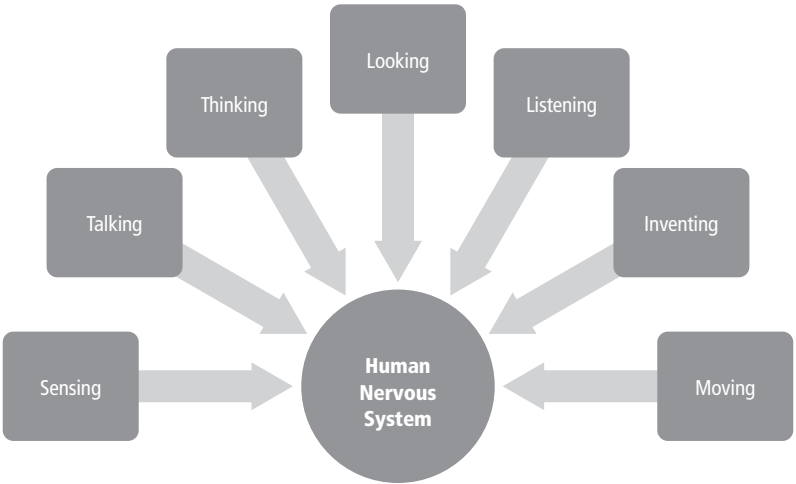 Looking
Thinking
Listening
Talking
Inventing
Sensing
Human
Nervous
System
Moving